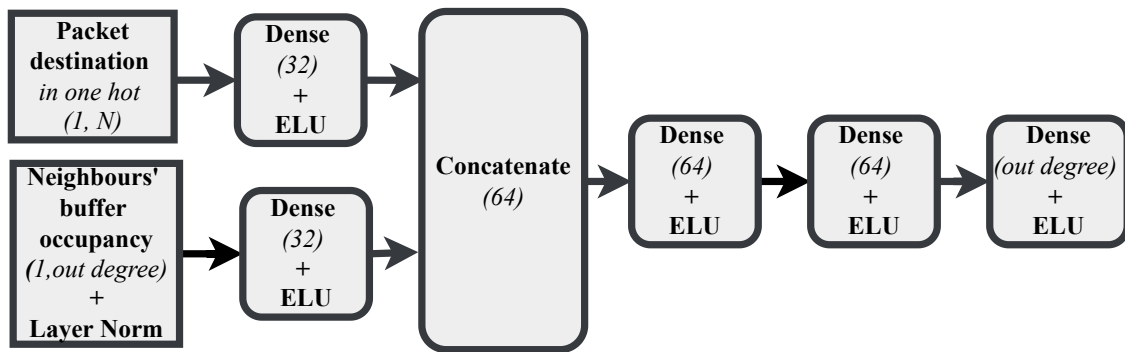 Packet
destination
in one hot
(1, N)
Dense
(32)
+
ELU
Neighbours'
buffer
occupancy
(1,out degree)
+
Layer Norm
Dense
(32)
+
ELU
Concatenate
(64)
Dense
(64)
+
ELU
Dense
(64)
+
ELU
Dense
(out degree)
+
ELU